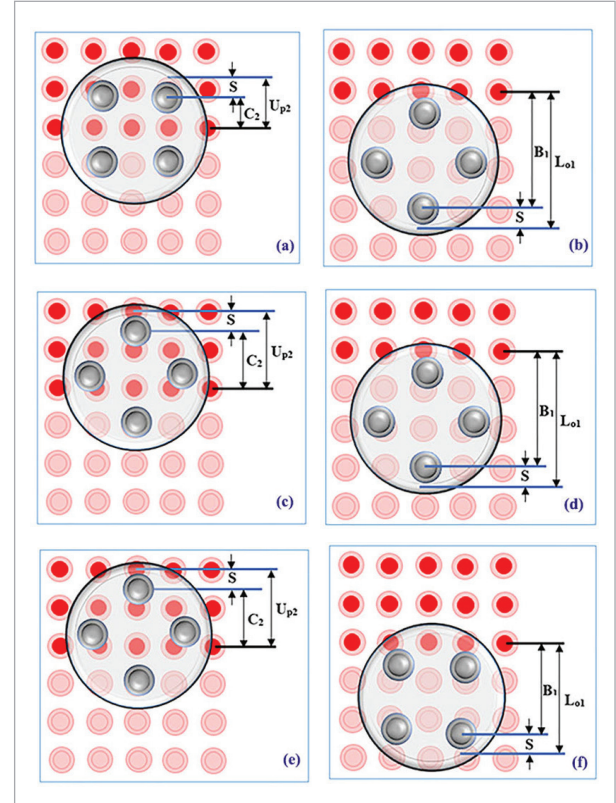 S
C₂
Uₚ₂
(a)
B₁
Lₒ₁
S
(b)
S
C₂
Uₚ₂
(c)
B₁
Lₒ₁
S
(d)
S
C₂
Uₚ₂
(e)
B₁
Lₒ₁
S
(f)